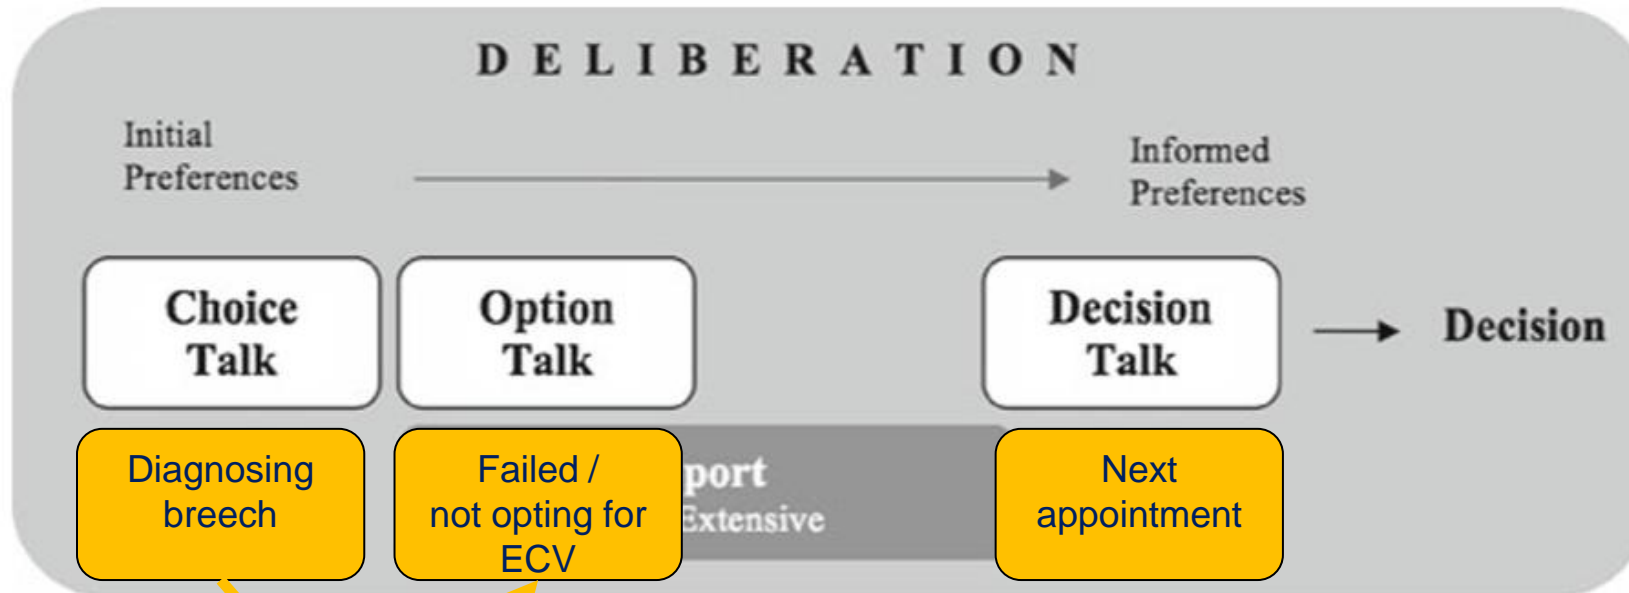 DELIBERATION
Initial
Preferences
Informed
Preferences
Choice
Talk
Option
Talk
Decision
Talk
Decision
Diagnosing
breech
Failed /
not opting for
ECV
port
Extensive
Next
appointment